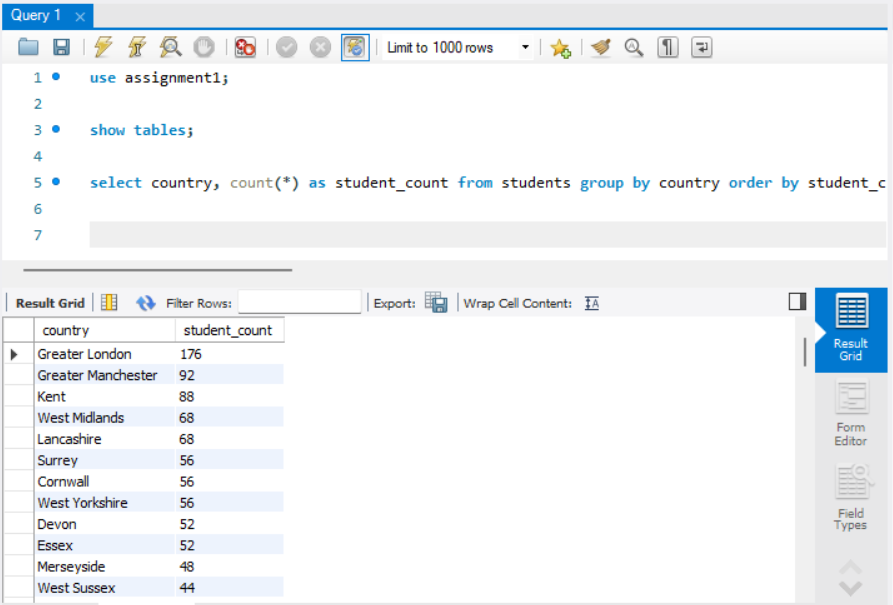 Query 1
Limit to 1000 rows
1 use assignment1;
2
3 show tables;
4
5 select country, count(*) as student_count from students group by country order by student_c
6
7
Result Grid Filter Rows: Export: Wrap Cell Content: IA
country student_count
Greater London 176
Greater Manchester 92
Kent 88
West Midlands 68
Lancashire 68
Surrey 56
Cornwall 56
West Yorkshire 56
Devon 52
Essex 52
Merseyside 48
West Sussex 44
Result
Grid
Form
Editor
Field
Types